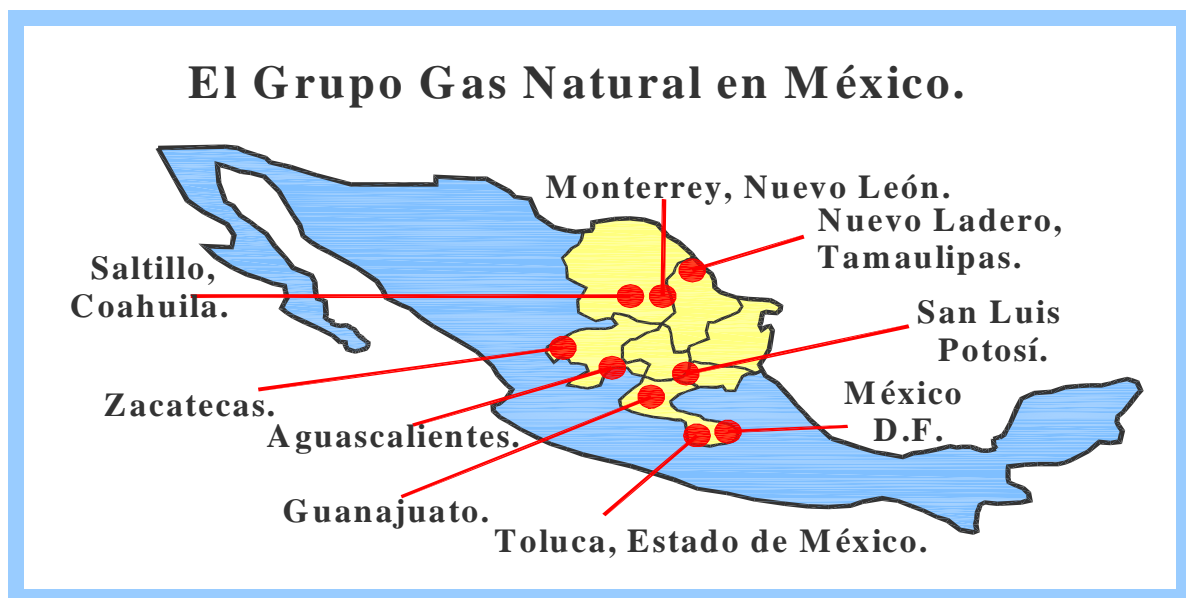 El Grupo Gas Natural en México.
Monterrey, Nuevo León.
Nuevo Ladero,
Tamaulipas.
Saltillo,
Coahuila.
San Luis
Potosí.
Zacatecas.
México
D.F.
Aguascalientes.
Guanajuato.
Toluca, Estado de México.